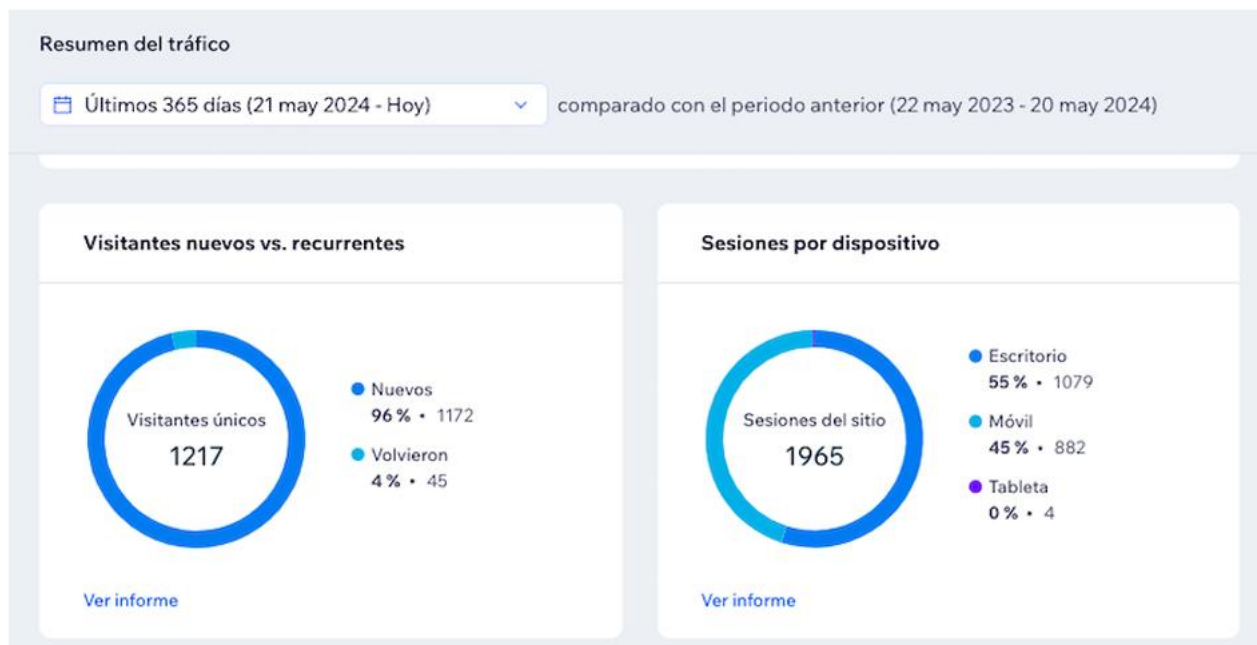 Resumen del tráfico
Últimos 365 días (21 may 2024 - Hoy) comparado con el periodo anterior (22 may 2023 - 20 may 2024)
Visitantes nuevos vs. recurrentes
Visitantes únicos
1217
Nuevos
96 % • 1172
Volvieron
4 % • 45
Ver informe
Sesiones por dispositivo
Sesiones del sitio
1965
Escritorio
55 % • 1079
Móvil
45 % • 882
Tableta
0 % • 4
Ver informe